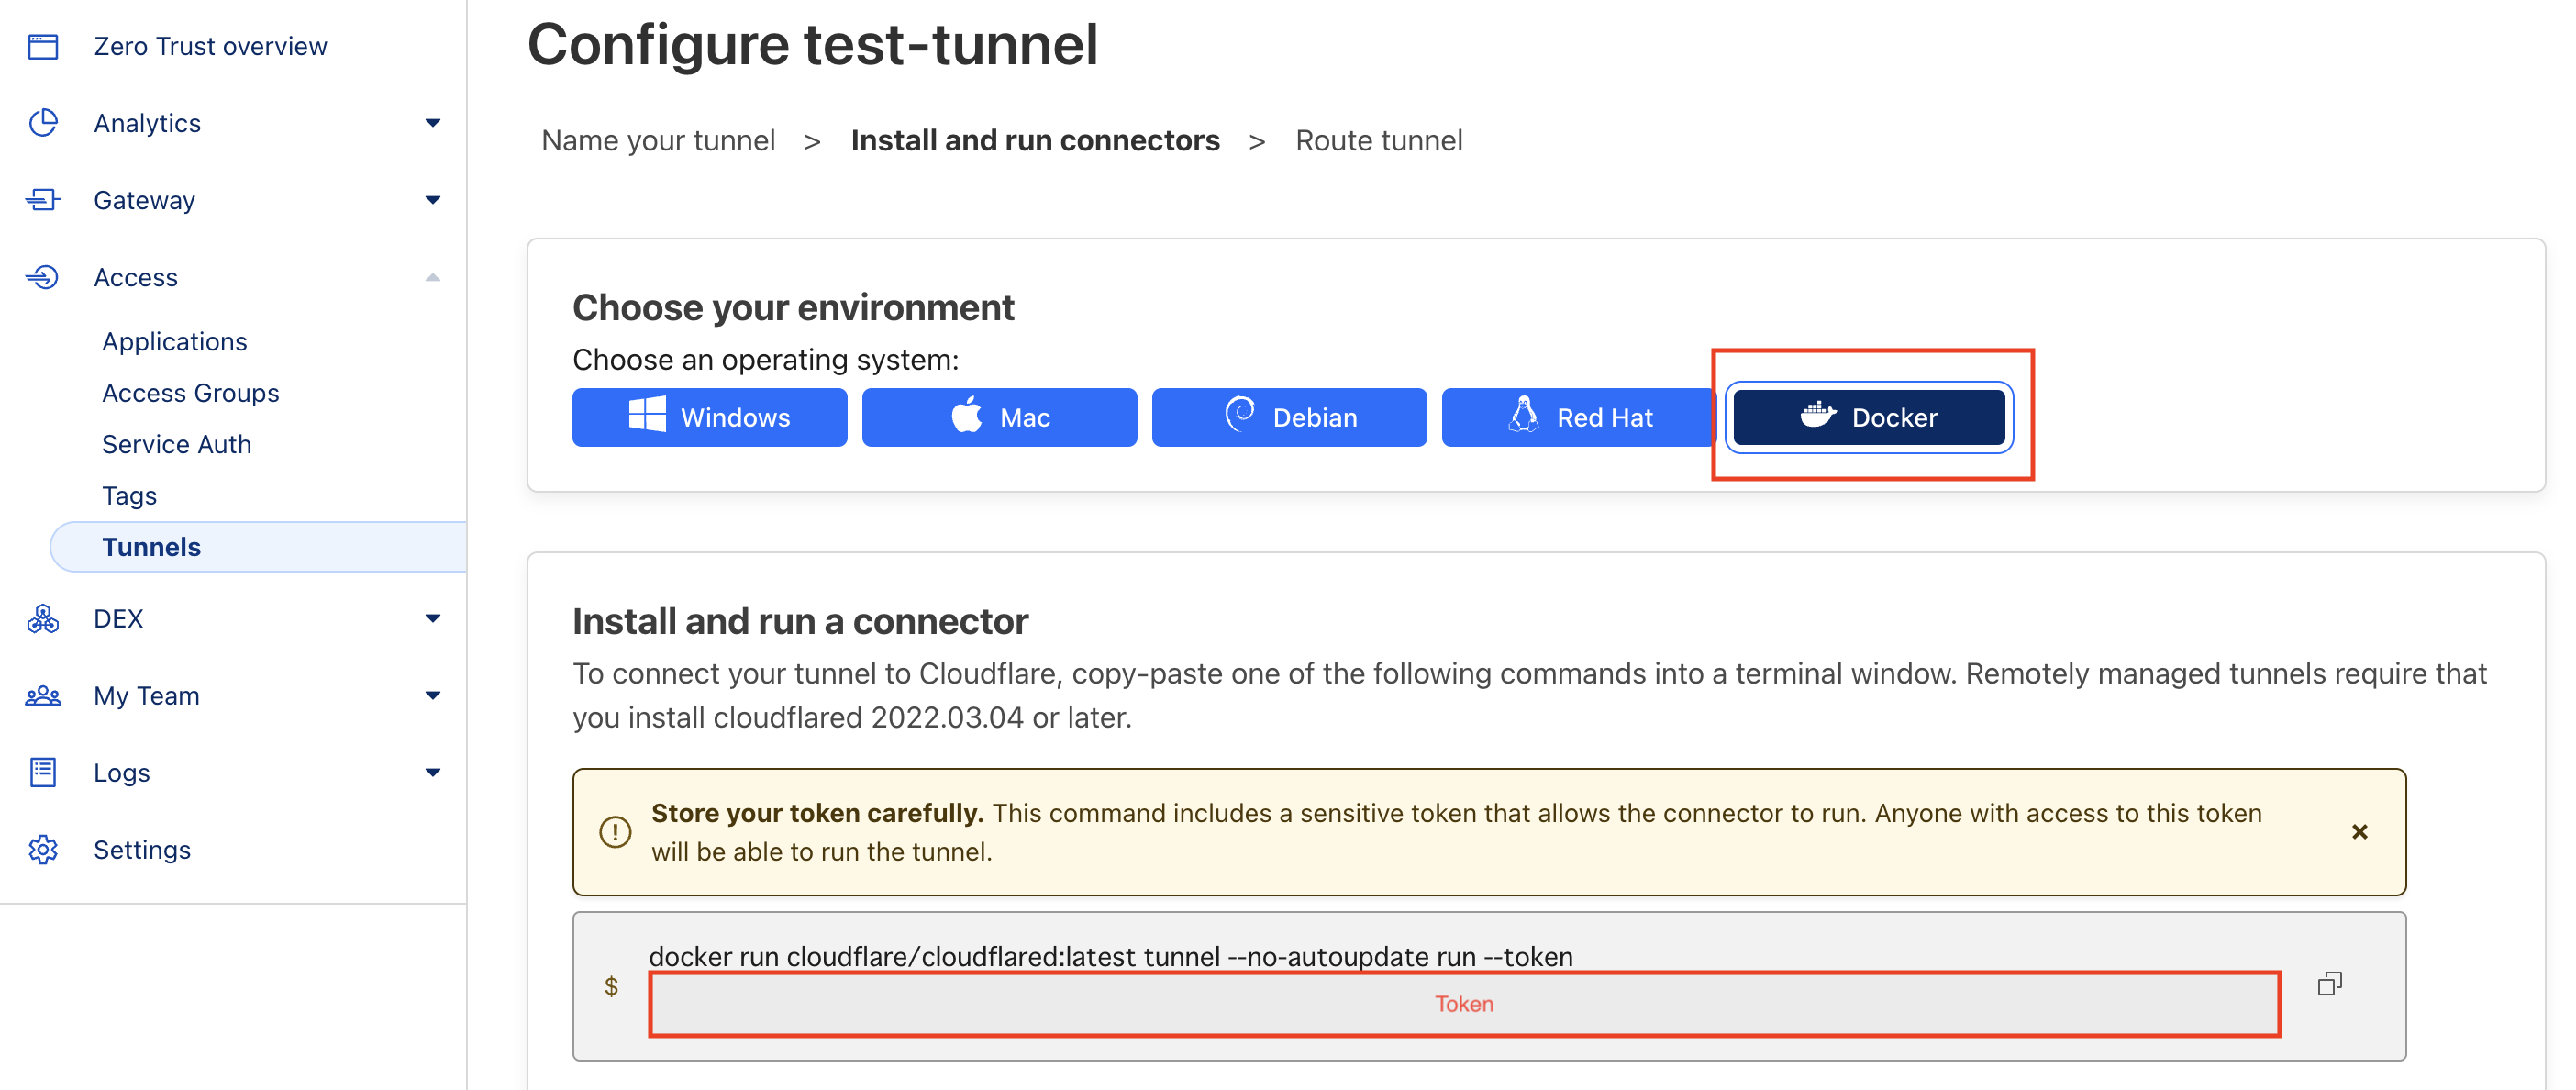 Zero Trust overview
Analytics
Gateway
Access
Applications
Access Groups
Service Auth
Tags
Tunnels
DEX
My Team
Logs
Settings
Configure test-tunnel
Name your tunnel > Install and run connectors > Route tunnel
Choose your environment
Choose an operating system:
Windows Mac Debian Red Hat Docker
Install and run a connector
To connect your tunnel to Cloudflare, copy-paste one of the following commands into a terminal window. Remotely managed tunnels require that
you install cloudflared 2022.03.04 or later.
Store your token carefully. This command includes a sensitive token that allows the connector to run. Anyone with access to this token
will be able to run the tunnel.
docker run cloudflare/cloudflared:latest tunnel --no-autoupdate run --token
$
Token